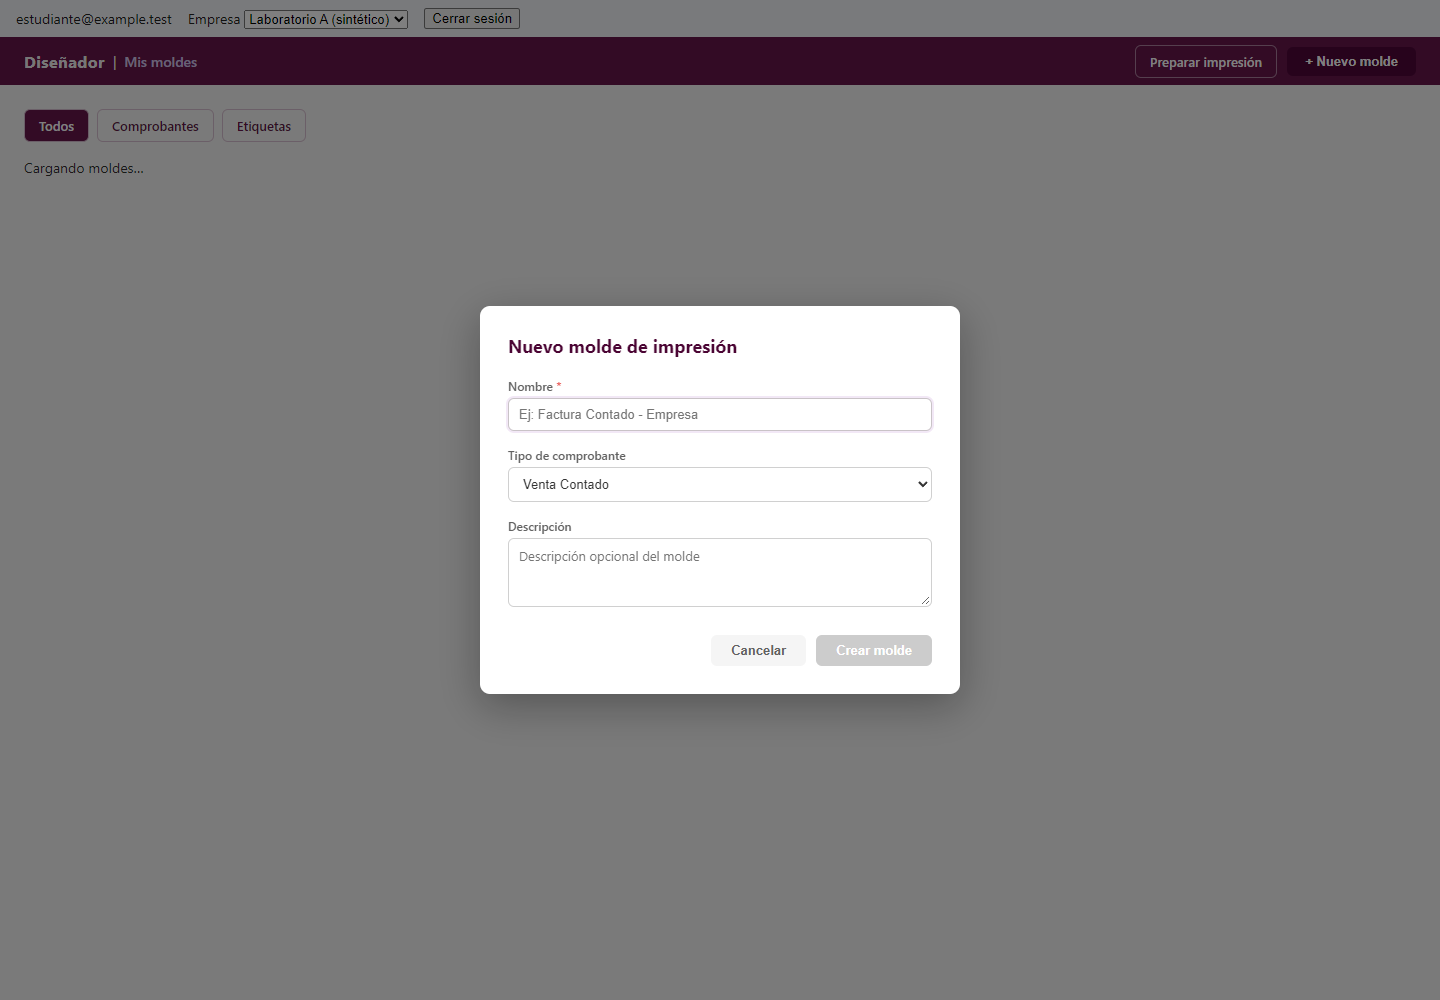 estudiante@example.test Empresa Laboratorio A (sintético) Cerrar sesión
Diseñador | Mis moldes Preparar impresión + Nuevo molde
Todos Comprobantes Etiquetas
Cargando moldes...
Nuevo molde de impresión
Nombre *
Ej: Factura Contado - Empresa
Tipo de comprobante
Venta Contado
Descripción
Descripción opcional del molde
Cancelar Crear molde